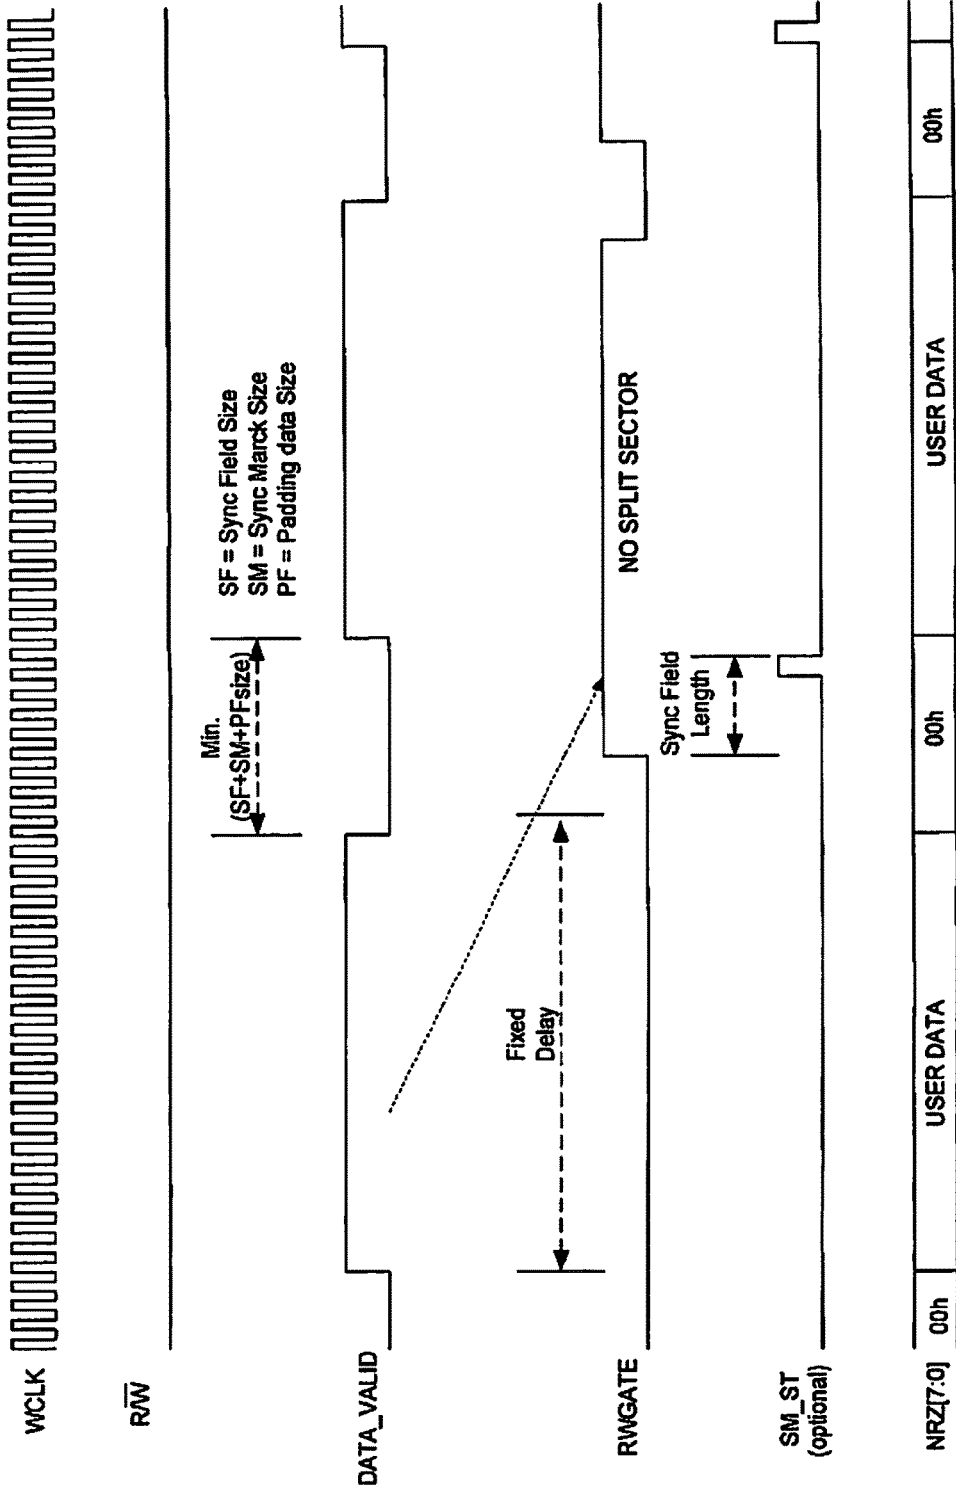 WCLK
R/W
SF = Sync Field Size
SM = Sync Marck Size
PF = Padding data Size
Min.
(SF+SM+PFsize)
DATA_VALID
Fixed
Delay
NO SPLIT SECTOR
RWGATE
Sync Field
Length
SM_ST
(optional)
NRZ[7:0]
00h
USER DATA
00h
USER DATA
00h